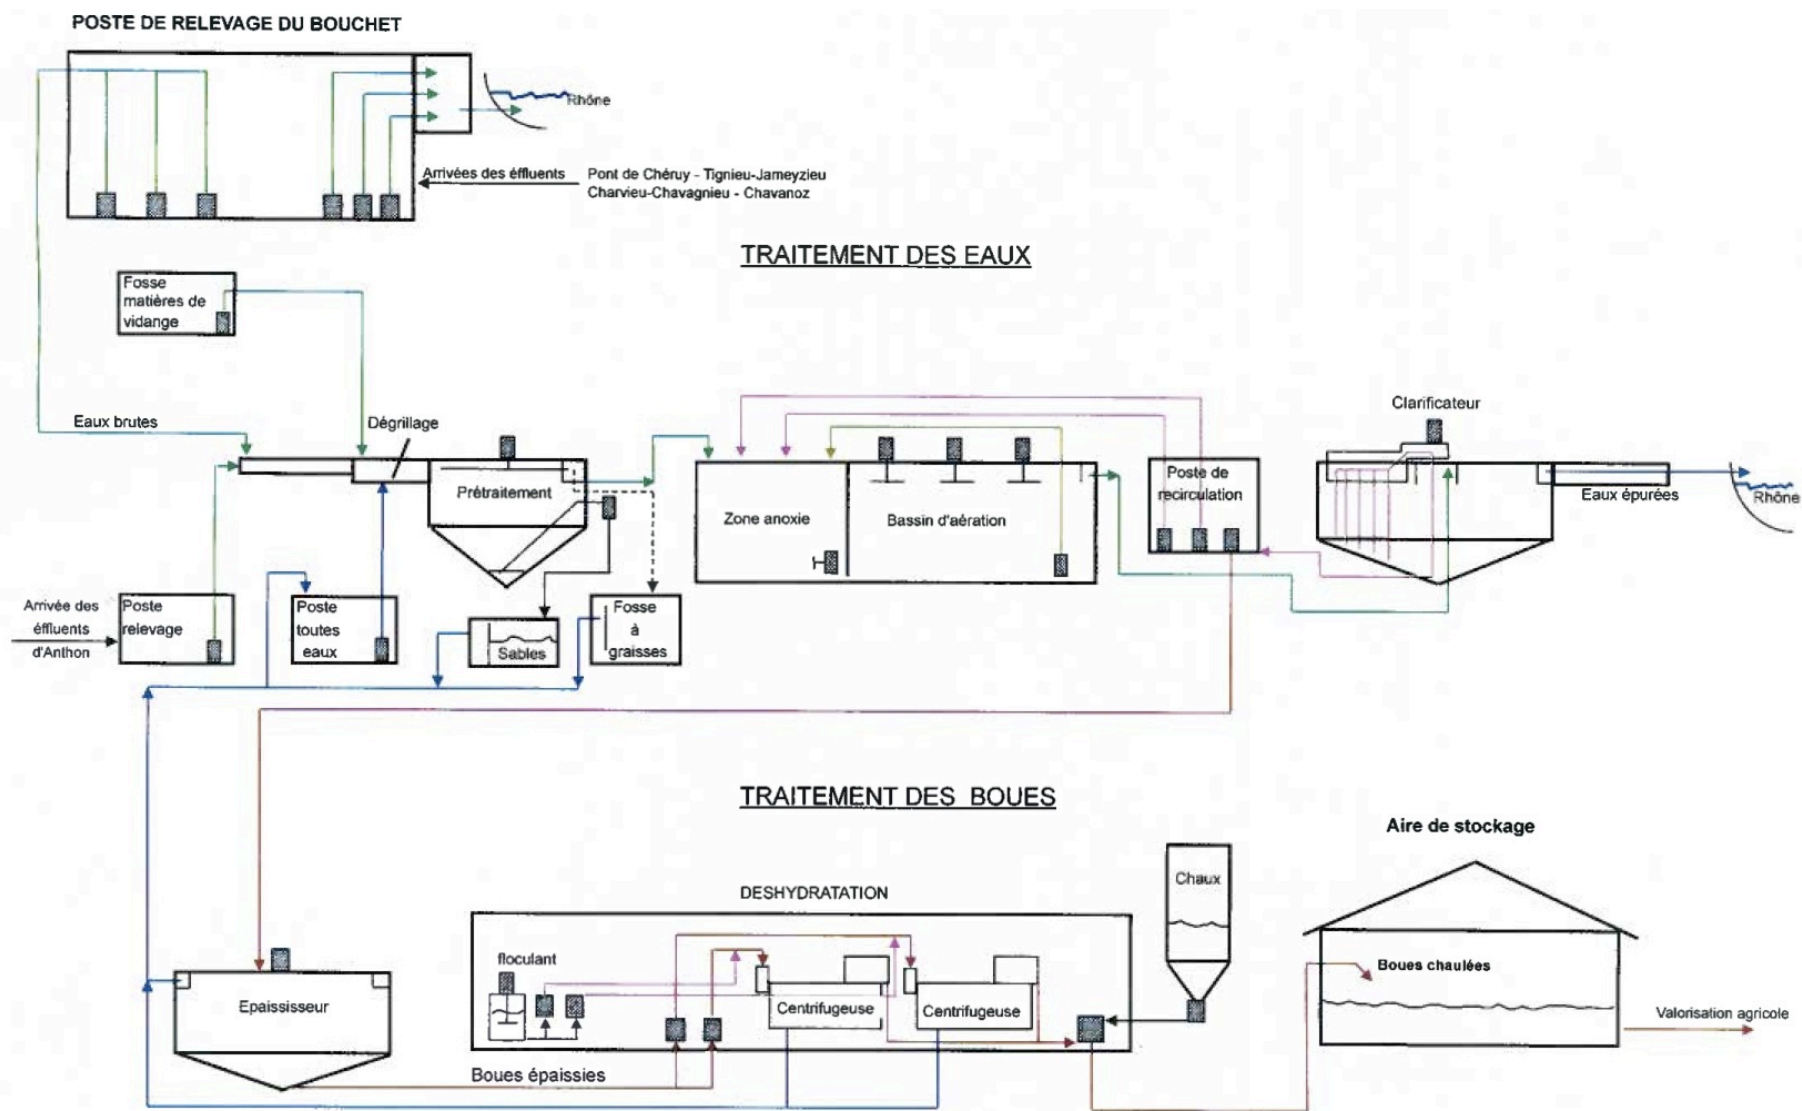 POSTE DE RELEVAGE DU BOUCHET
Rhône
Arrivées des éffluents
Pont de Chéruy - Tignieu-Jameyzieu
Charvieu-Chavagnieu - Chavanoz
TRAITEMENT DES EAUX
Fosse
matières de
vidange
Eaux brutes
Dégrillage
Prétraitement
Zone anoxie
Bassin d'aération
Poste de
recirculation
Clarificateur
Eaux épurées
Rhône
Arrivée des
éffluents
d'Anthon
Poste
relevage
Poste
toutes
eaux
Sables
Fosse
à
graisses
TRAITEMENT DES BOUES
Aire de stockage
DESHYDRATATION
Chaux
floculant
Boues chaulées
Epaississeur
Centrifugeuse
Centrifugeuse
Valorisation agricole
Boues épaissies